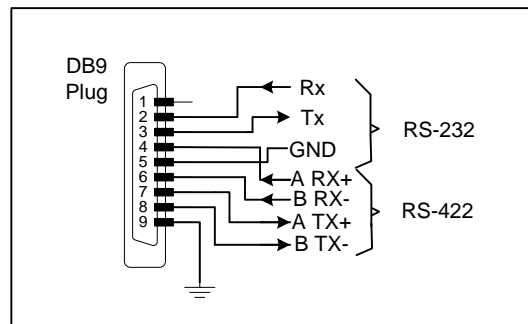 DB9
Plug
1
2
3
4
5
6
7
8
9
Rx
Tx
GND
A RX+
B RX-
A TX+
B TX-
RS-232
RS-422